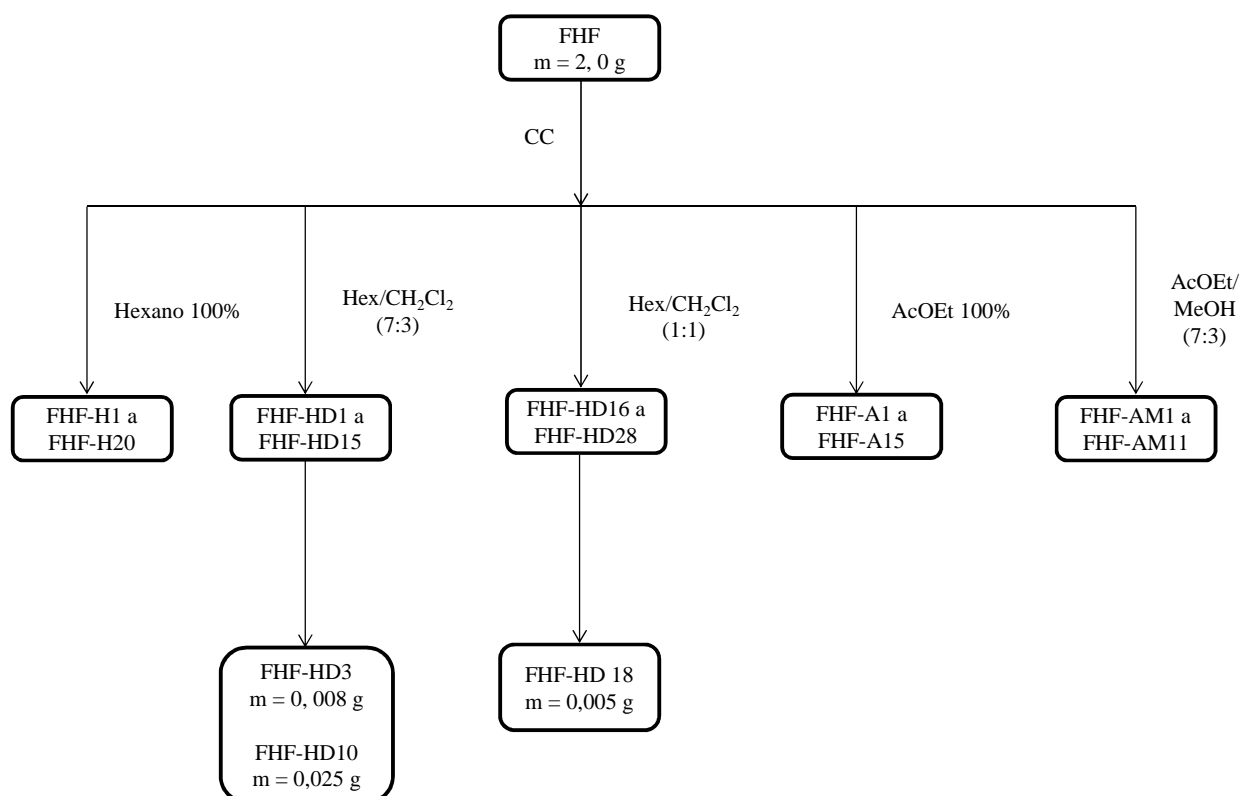 FHF
m = 2, 0 g
CC
Hexano 100%
Hex/CH₂Cl₂
(7:3)
Hex/CH₂Cl₂
(1:1)
AcOEt 100%
AcOEt/
MeOH
(7:3)
FHF-H1 a
FHF-H20
FHF-HD1 a
FHF-HD15
FHF-HD16 a
FHF-HD28
FHF-A1 a
FHF-A15
FHF-AM1 a
FHF-AM11
FHF-HD3
m = 0, 008 g
FHF-HD10
m = 0,025 g
FHF-HD 18
m = 0,005 g